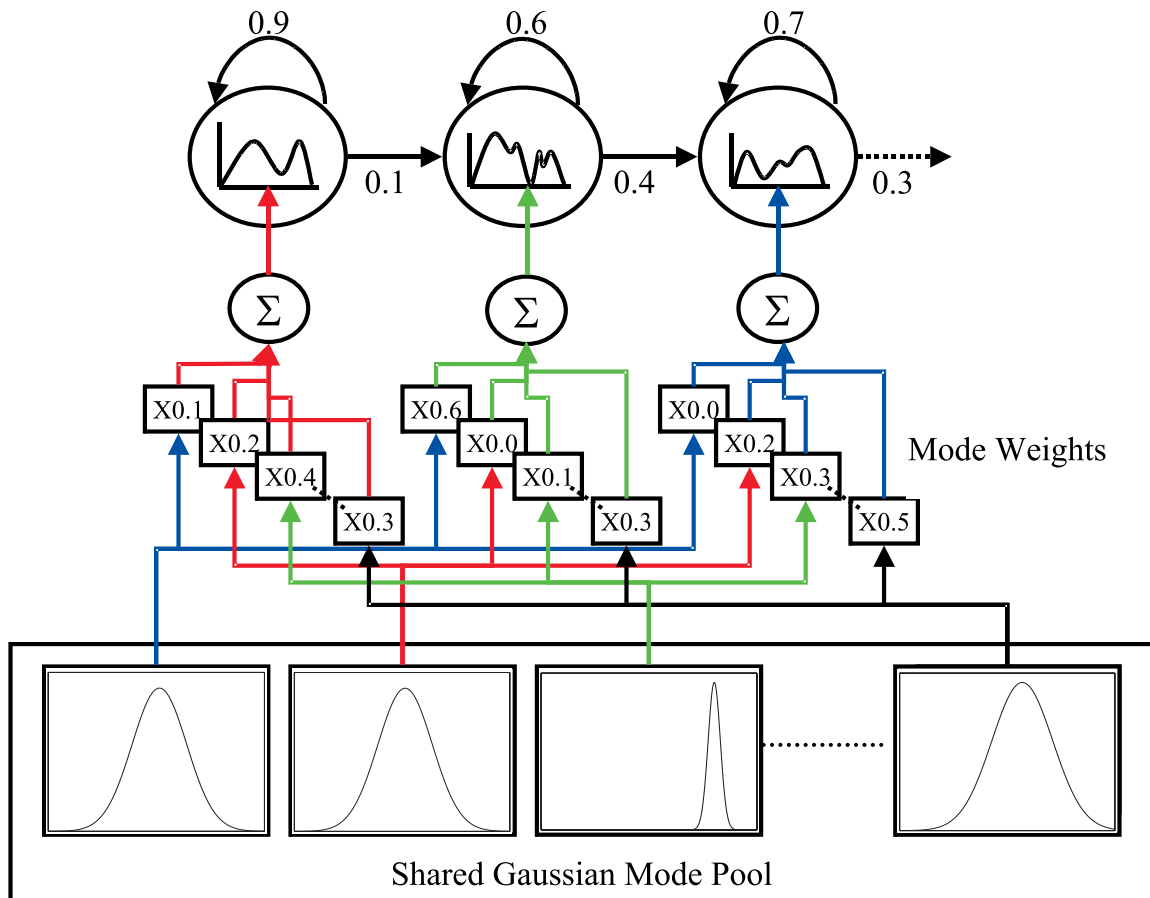 0.9 0.6 0.7
0.1 0.4 0.3
Σ Σ Σ
X0.1 X0.6 X0.0
X0.2 X0.0 X0.2
Mode Weights
X0.4 X0.1 X0.3
X0.3 X0.3 X0.5
Shared Gaussian Mode Pool